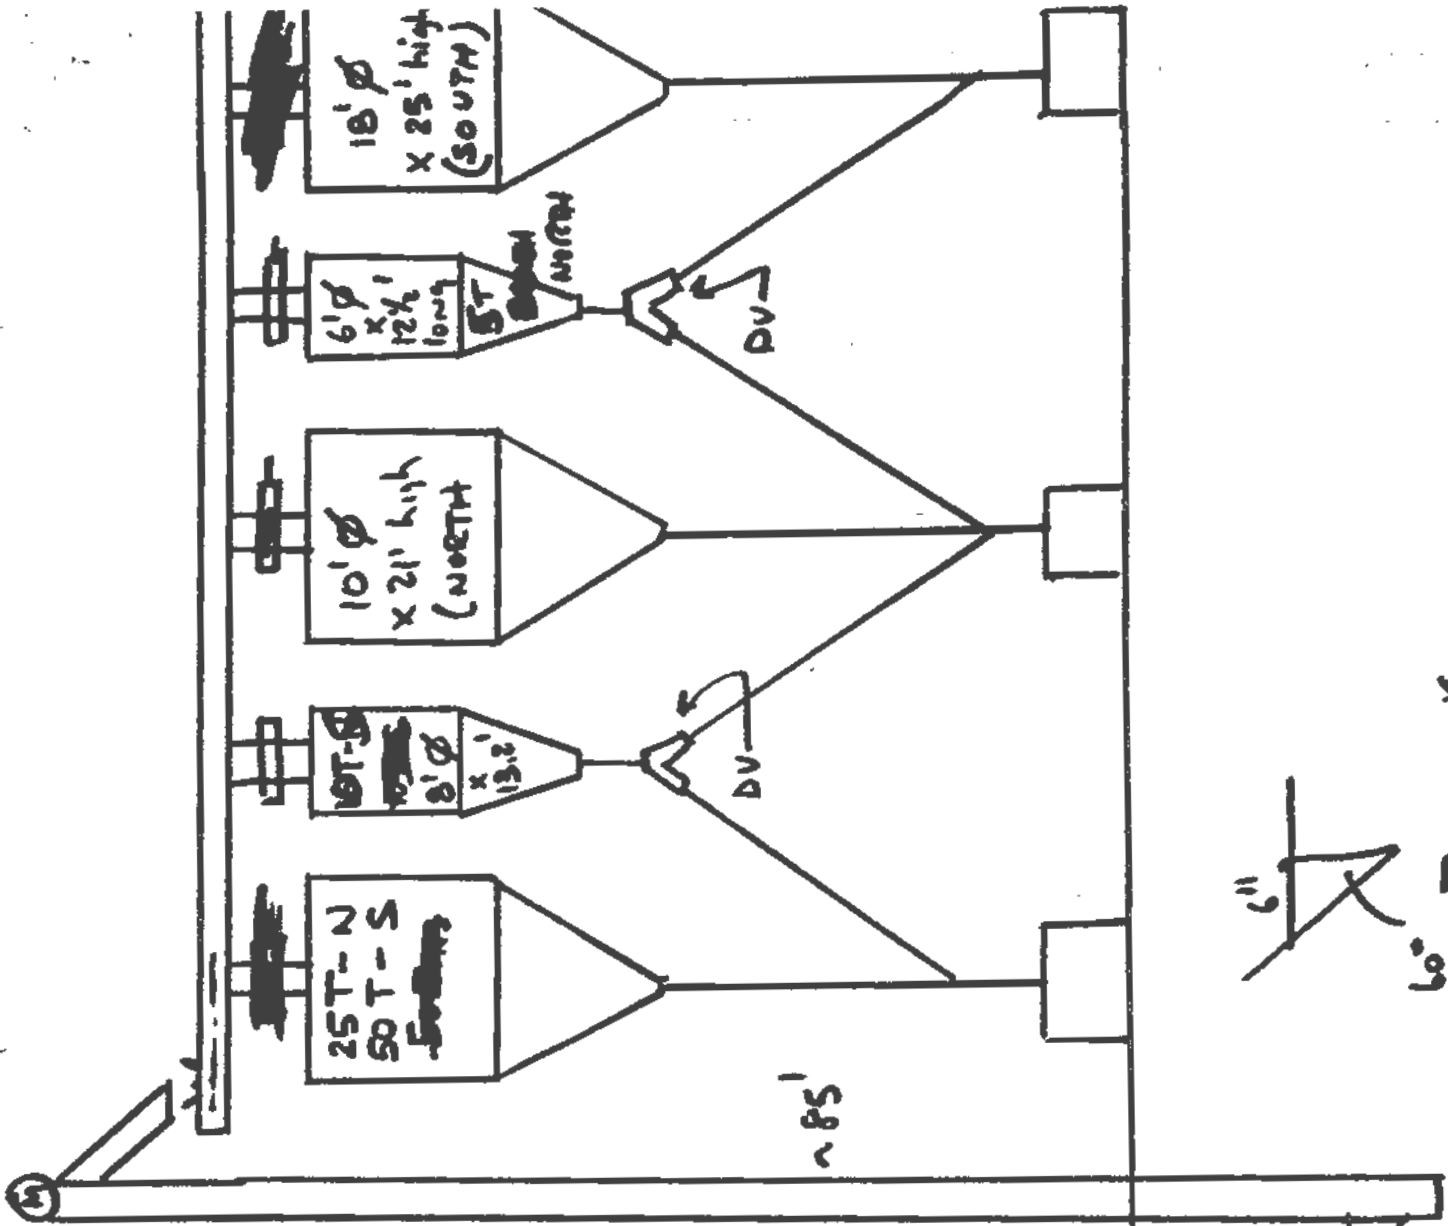 M
25T-N
50T-S
8'Ø
x
13.2'
10'Ø
x 21' high
(NORTH
6'Ø
x
12½'
long
5T
NORTH
18'Ø
x 25' high
(SOUTH)
DV
DV
~85'
6"
60°